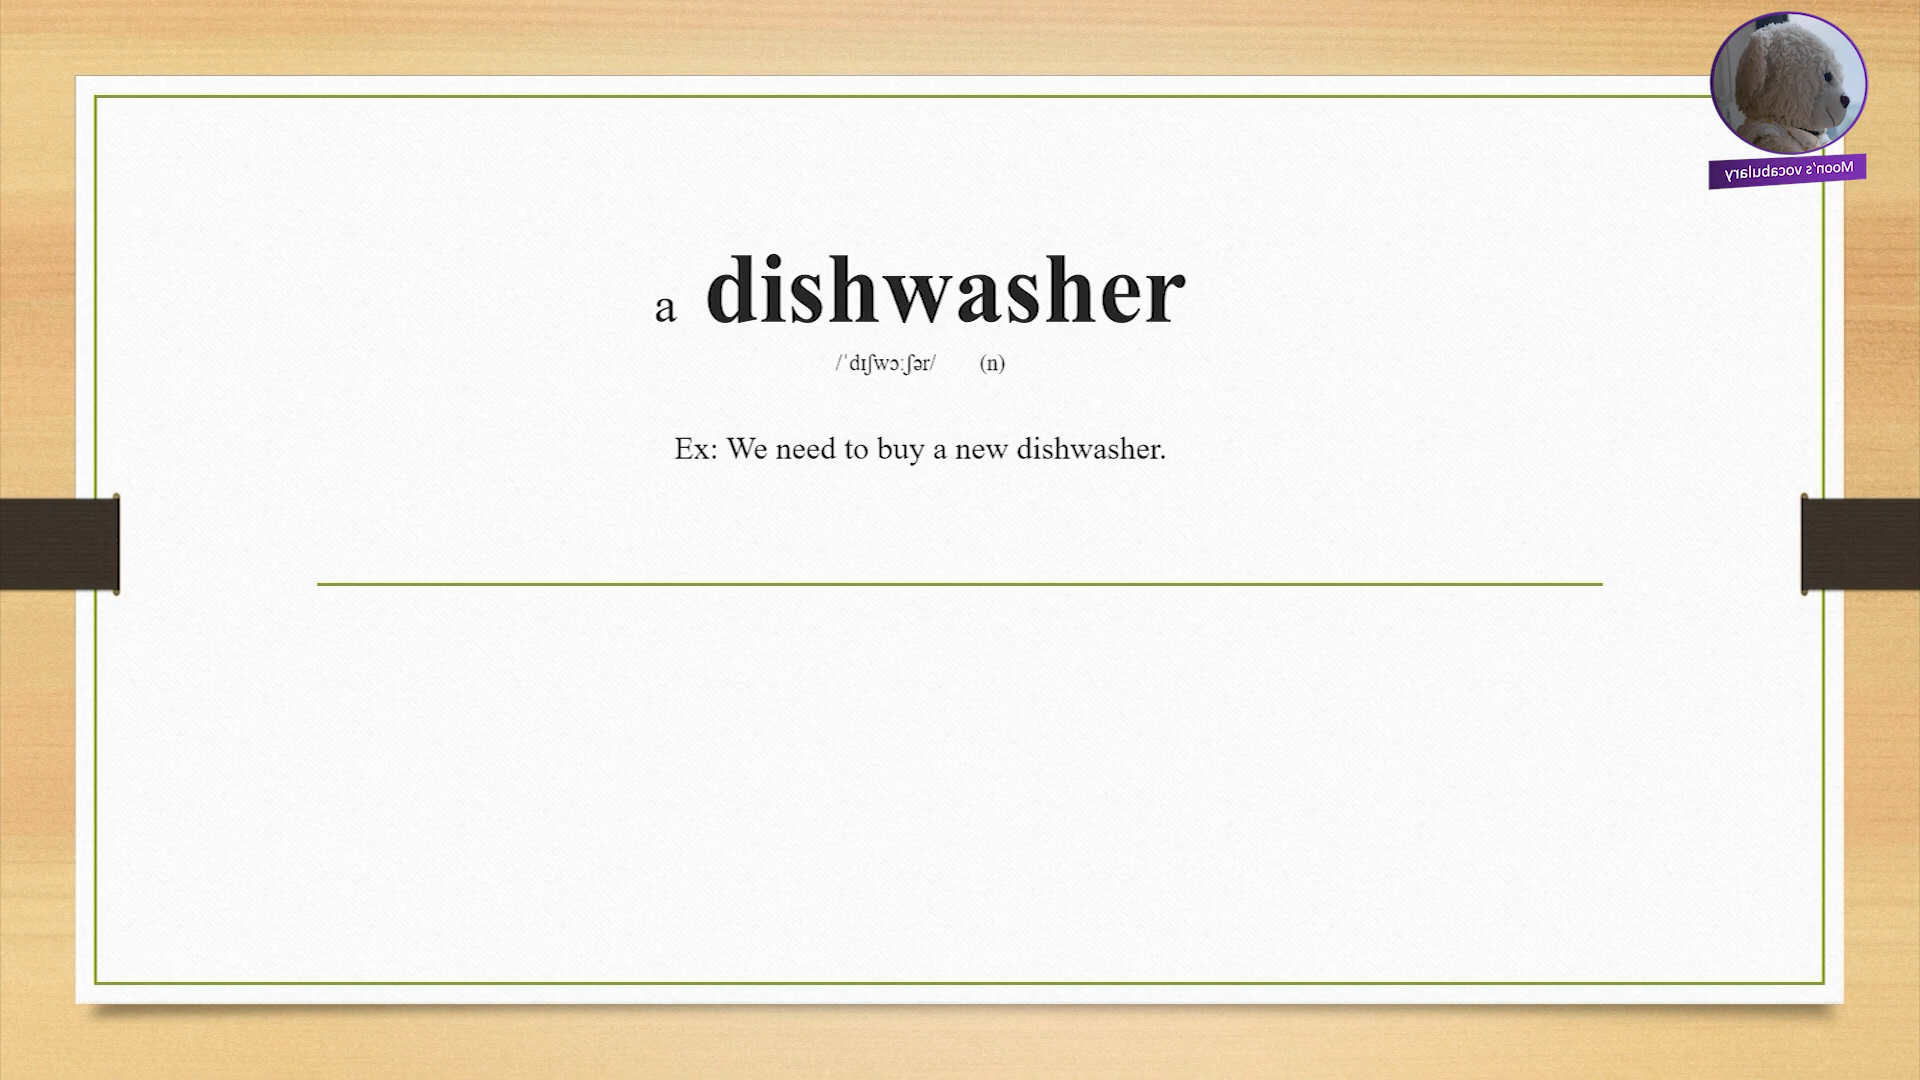 Moon's vocabulary
a dishwasher
/ˈdɪʃwɔːʃər/ (n)
Ex: We need to buy a new dishwasher.